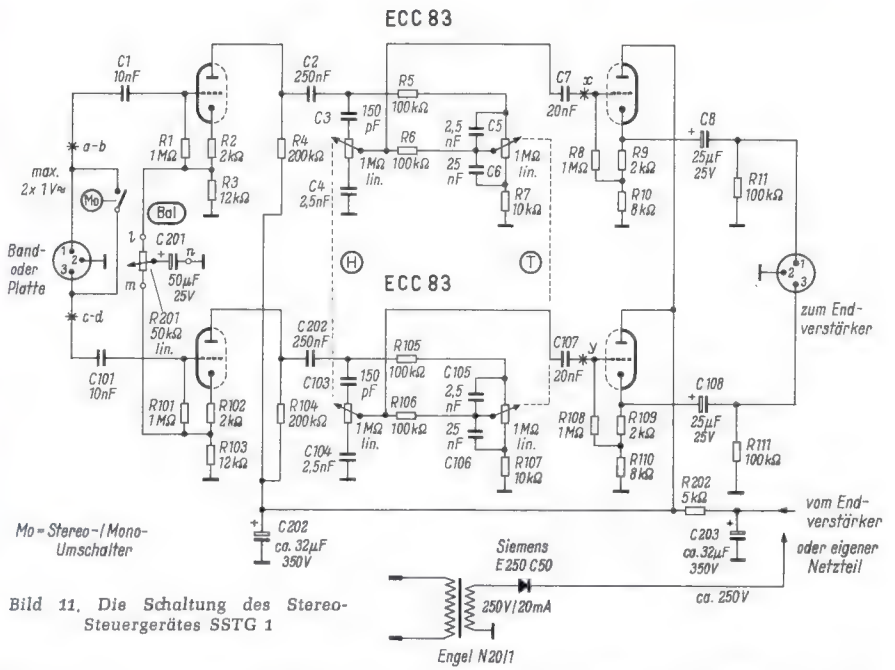 ECC 83
C1
10nF
C2
250nF
R5
100kΩ
C7
20nF
x
C8
25µF
25V
a-b
R1
1MΩ
R2
2kΩ
R3
12kΩ
R4
200kΩ
C3
150
pF
R6
100kΩ
1MΩ
lin.
C4
2,5nF
2,5
nF
C5
25
nF
C6
1MΩ
lin.
R7
10kΩ
R8
1MΩ
R9
2kΩ
R10
8kΩ
R11
100kΩ
max.
2x 1V≈
Mo
Bal
Band-
oder
Platte
1
2
3
l
C201
n
50µF
25V
m
R201
50kΩ
lin.
H
T
ECC 83
1
2
3
zum End-
verstärker
c-d
C101
10nF
C202
250nF
R105
100kΩ
C107
20nF
y
C108
25µF
25V
R101
1MΩ
R102
2kΩ
R103
12kΩ
R104
200kΩ
C103
150
pF
R106
100kΩ
1MΩ
lin.
C104
2,5nF
C105
2,5
nF
25
nF
C106
1MΩ
lin.
R107
10kΩ
R108
1MΩ
R109
2kΩ
R110
8kΩ
R111
100kΩ
R202
5kΩ
vom End-
verstärker
oder eigener
Netzteil
Mo = Stereo-/Mono-
Umschalter
C202
ca. 32µF
350V
C203
ca. 32µF
350V
Siemens
E250 C50
250V/20mA
ca. 250V
Engel N20/1
Bild 11. Die Schaltung des Stereo-
Steuergerätes SSTG 1